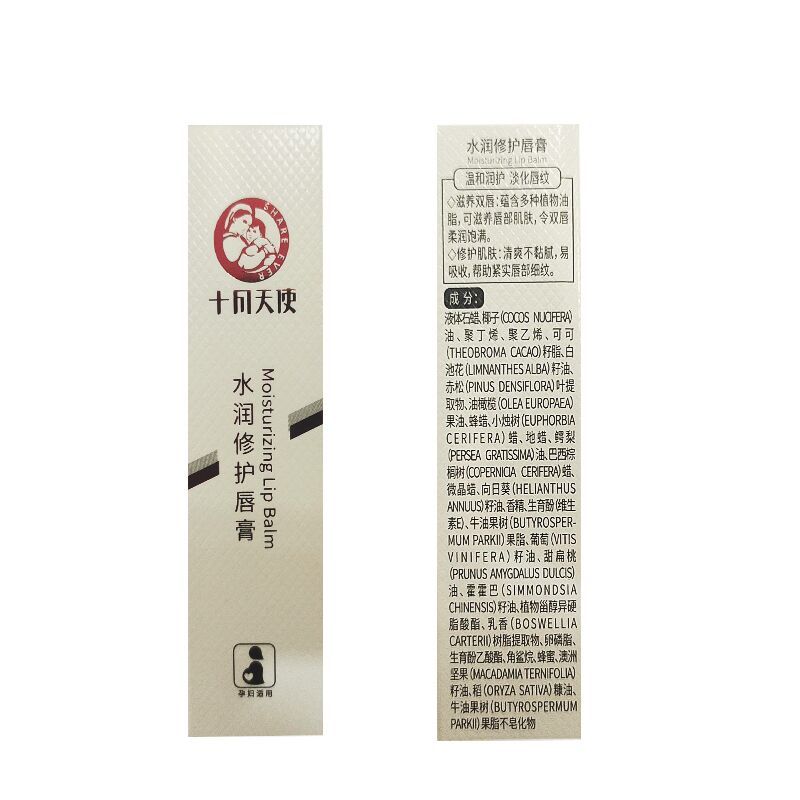 SHARE EVER
十月天使
水润修护唇膏
Moisturizing Lip Balm
孕妇适用
水润修护唇膏
Moisturizing Lip Balm
温和润护 淡化唇纹
◇滋养双唇：蕴含多种植物油
脂，可滋养唇部肌肤，令双唇
柔润饱满。
◇修护肌肤：清爽不黏腻，易
吸收，帮助紧实唇部细纹。
成分：
液体石蜡、椰子(COCOS NUCIFERA)
油、聚丁烯、聚乙烯、可可
(THEOBROMA CACAO)籽脂、白
池花(LIMNANTHES ALBA)籽油、
赤松(PINUS DENSIFLORA)叶提
取物、油橄榄(OLEA EUROPAEA)
果油、蜂蜡、小烛树(EUPHORBIA
CERIFERA)蜡、地蜡、鳄梨
(PERSEA GRATISSIMA)油、巴西棕
榈树(COPERNICIA CERIFERA)蜡、
微晶蜡、向日葵(HELIANTHUS
ANNUUS)籽油、香精、生育酚(维生
素E)、牛油果树(BUTYROSPER-
MUM PARKII)果脂、葡萄(VITIS
VINIFERA)籽油、甜扁桃
(PRUNUS AMYGDALUS DULCIS)
油、霍霍巴(SIMMONDSIA
CHINENSIS)籽油、植物甾醇异硬
脂酸酯、乳香(BOSWELLIA
CARTERII)树脂提取物、卵磷脂、
生育酚乙酸酯、角鲨烷、蜂蜜、澳洲
坚果(MACADAMIA TERNIFOLIA)
籽油、稻(ORYZA SATIVA)糠油、
牛油果树(BUTYROSPERMUM
PARKII)果脂不皂化物